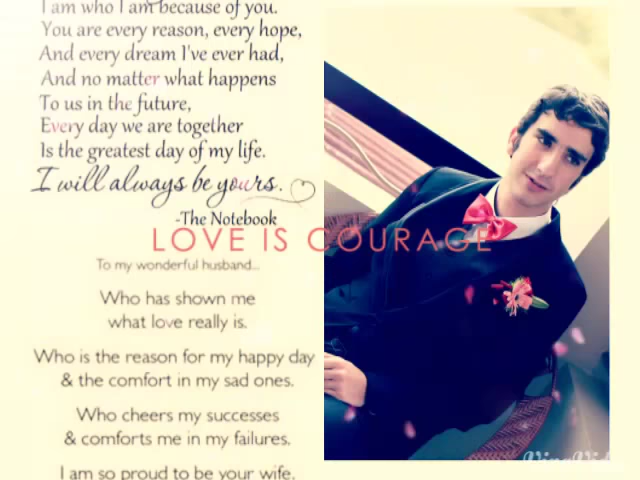 I am who I am because of you.
You are every reason, every hope,
And every dream I've ever had,
And no matter what happens
To us in the future,
Every day we are together
Is the greatest day of my life.
I will always be yours.
-The Notebook
LOVE IS COURAGE
To my wonderful husband...
Who has shown me
what love really is.
Who is the reason for my happy day
& the comfort in my sad ones.
Who cheers my successes
& comforts me in my failures.
I am so proud to be your wife.